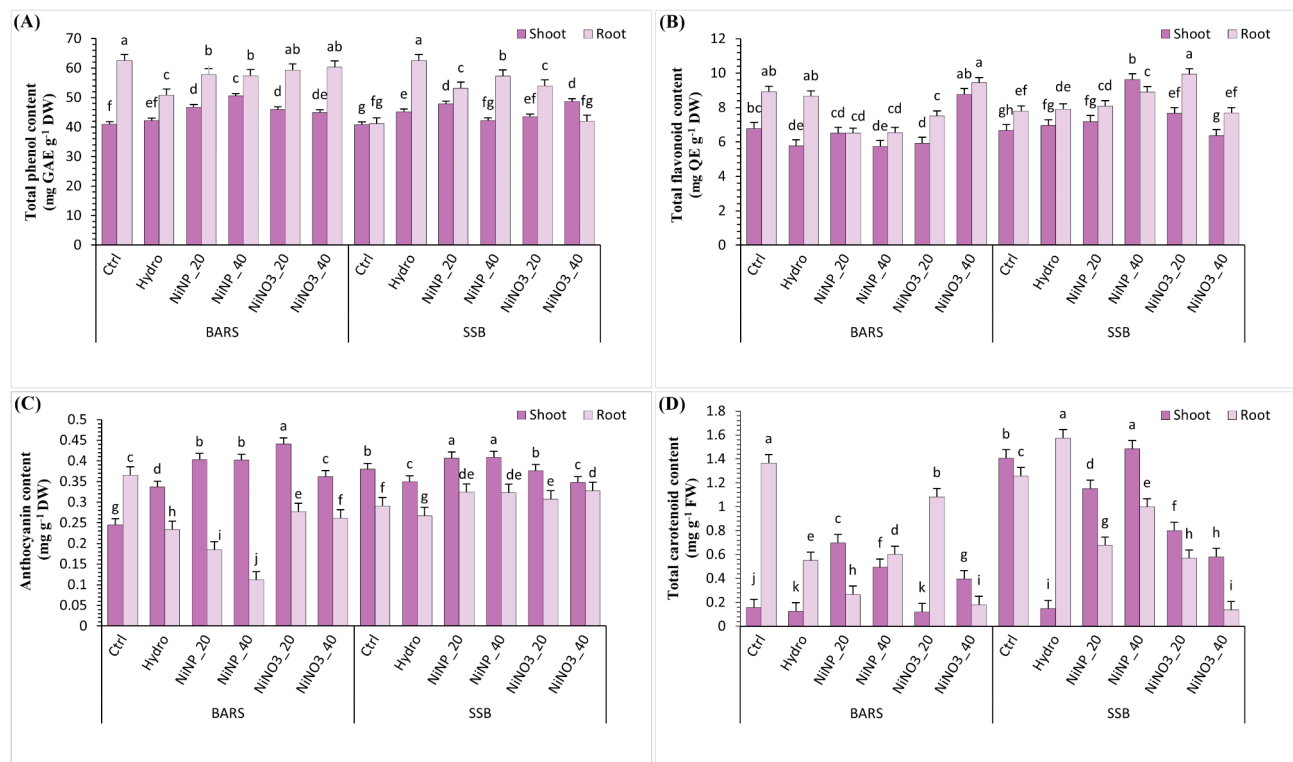 (A)
Shoot Root
Total phenol content
(mg GAE g-1 DW)
70
60
50
40
30
20
10
0
f a ef c d b c b d ab de ab g fg e a d c fg b ef c d fg
Ctrl Hydro NiNP_20 NiNP_40 NiNO3_20 NiNO3_40 Ctrl Hydro NiNP_20 NiNP_40 NiNO3_20 NiNO3_40
BARS SSB
(B)
Shoot Root
Total flavonoid content
(mg QE g-1 DW)
12
10
8
6
4
2
0
bc ab de ab cd cd de cd d c ab a gh ef fg de fg cd b c ef a g ef
Ctrl Hydro NiNP_20 NiNP_40 NiNO3_20 NiNO3_40 Ctrl Hydro NiNP_20 NiNP_40 NiNO3_20 NiNO3_40
BARS SSB
(C)
Shoot Root
Anthocyanin content
(mg g-1 DW)
0.5
0.45
0.4
0.35
0.3
0.25
0.2
0.15
0.1
0.05
0
g c d h b i b j a e c f b f c g a de a de b e c d
Ctrl Hydro NiNP_20 NiNP_40 NiNO3_20 NiNO3_40 Ctrl Hydro NiNP_20 NiNP_40 NiNO3_20 NiNO3_40
BARS SSB
(D)
Shoot Root
Total carotenoid content
(mg g-1 FW)
1.8
1.6
1.4
1.2
1
0.8
0.6
0.4
0.2
0
j a k e c h f d k b g i b c i a d g a e f h h i
Ctrl Hydro NiNP_20 NiNP_40 NiNO3_20 NiNO3_40 Ctrl Hydro NiNP_20 NiNP_40 NiNO3_20 NiNO3_40
BARS SSB